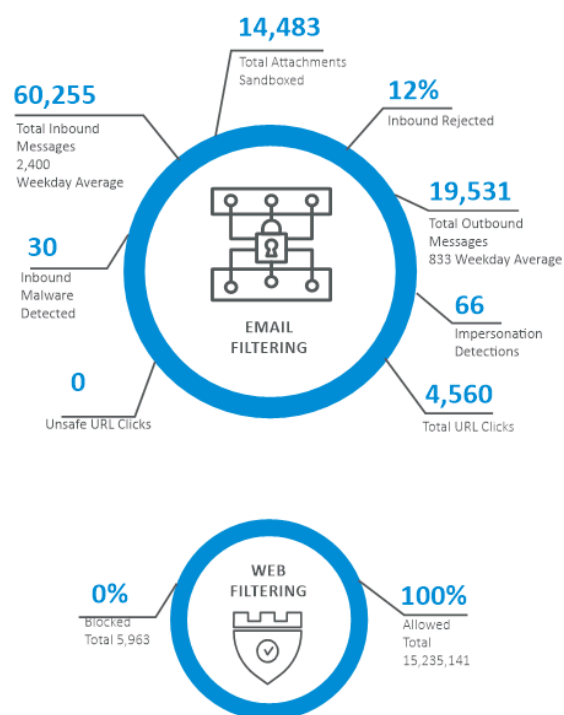 14,483
Total Attachments
Sandboxed
60,255
Total Inbound
Messages
2,400
Weekday Average
12%
Inbound Rejected
19,531
Total Outbound
Messages
833 Weekday Average
30
Inbound
Malware
Detected
66
Impersonation
Detections
EMAIL
FILTERING
0
Unsafe URL Clicks
4,560
Total URL Clicks
WEB
FILTERING
0%
Blocked
Total 5,963
100%
Allowed
Total
15,235,141